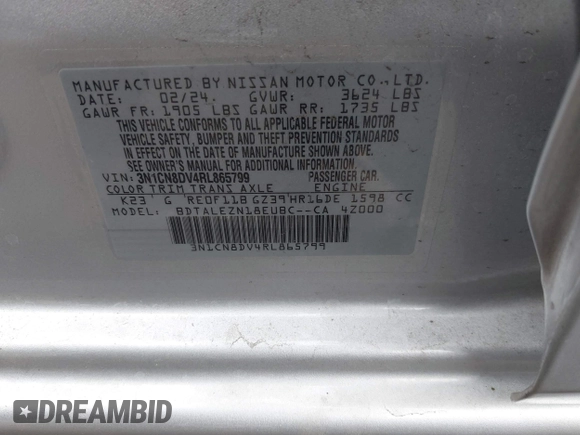 MANUFACTURED BY NISSAN MOTOR CO.,LTD.
DATE: 02/24. GVWR: 3624 LBS
GAWR FR: 1905 LBS GAWR RR: 1735 LBS
THIS VEHICLE CONFORMS TO ALL APPLICABLE FEDERAL MOTOR
VEHICLE SAFETY, BUMPER AND THEFT PREVENTION STANDARDS
IN EFFECT ON THE DATE OF MANUFACTURE SHOWN ABOVE.
SEE OWNER'S MANUAL FOR ADDITIONAL INFORMATION
VIN: 3N1CN8DV4RL865799 PASSENGER CAR.
COLOR TRIM TRANS AXLE ENGINE
K23 G RE0F11B GZ39 HR16DE 1598 CC
MODEL: BDTALEZN18EUBC--CA 4Z000
3N1CN8DV4RL865799
DREAMBID